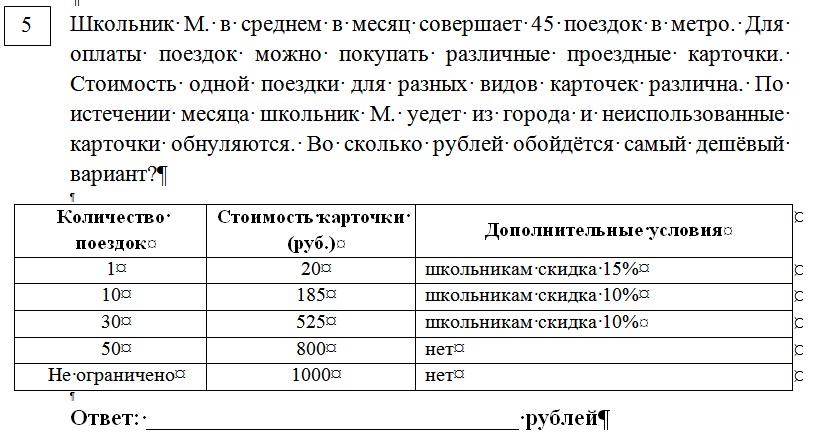 5
Школьник М. в среднем в месяц совершает 45 поездок в метро. Для
оплаты поездок можно покупать различные проездные карточки.
Стоимость одной поездки для разных видов карточек различна. По
истечении месяца школьник М. уедет из города и неиспользованные
карточки обнуляются. Во сколько рублей обойдётся самый дешёвый
вариант?¶
¶
Количество поездок¤ Стоимость карточки (руб.)¤ Дополнительные условия¤ ¤
1¤ 20¤ школьникам скидка 15%¤ ¤
10¤ 185¤ школьникам скидка 10%¤ ¤
30¤ 525¤ школьникам скидка 10%¤ ¤
50¤ 800¤ нет¤ ¤
Не ограничено¤ 1000¤ нет¤ ¤
¶
Ответ: ____________________________________ рублей¶